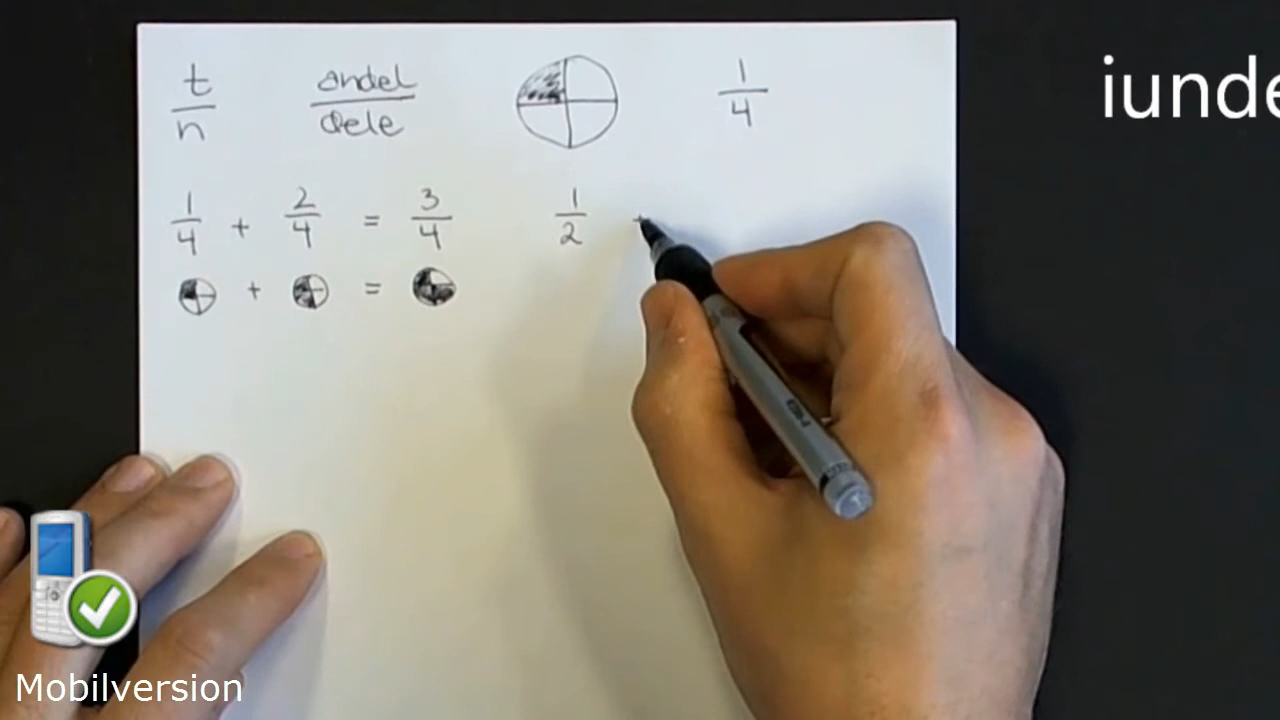 t/n andel/dele 1/4
1/4 + 2/4 = 3/4 1/2 +
+ =
iunde
Mobilversion